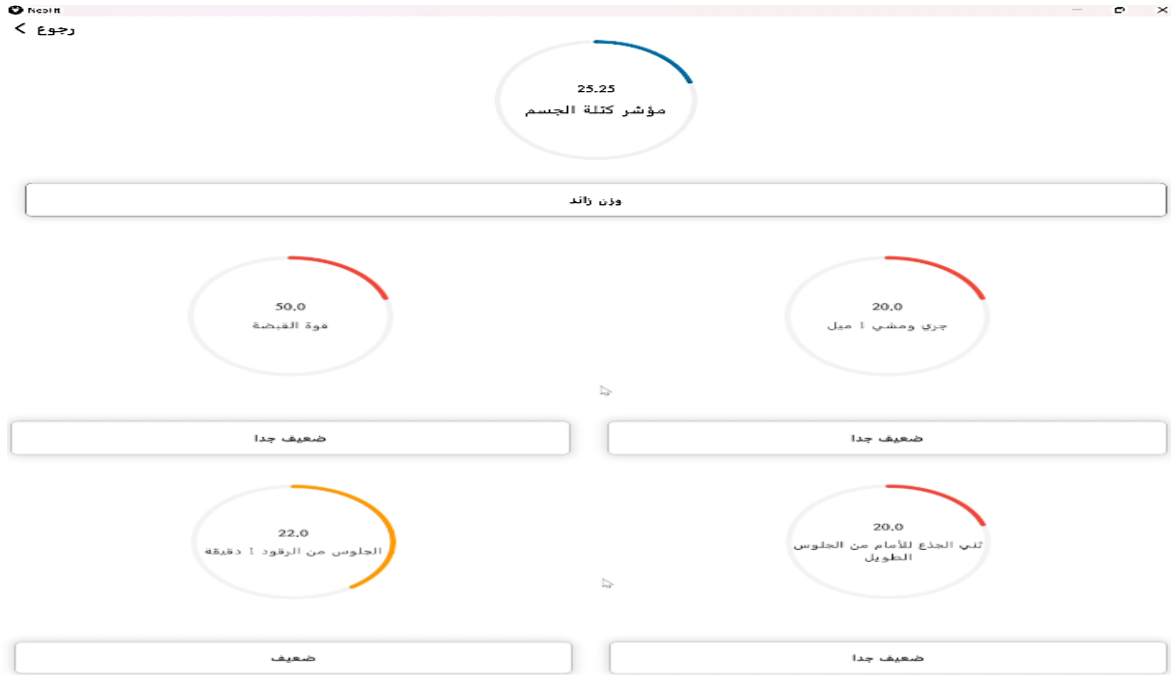 رجوع
25.25
مؤشر كتلة الجسم
وزن زائد
20.0
جري ومشي 1 ميل
50.0
قوة القبضة
ضعيف جدا
ضعيف جدا
20.0
ثني الجذع للأمام من الجلوس
الطويل
22.0
الجلوس من الرقود 1 دقيقة
ضعيف جدا
ضعيف